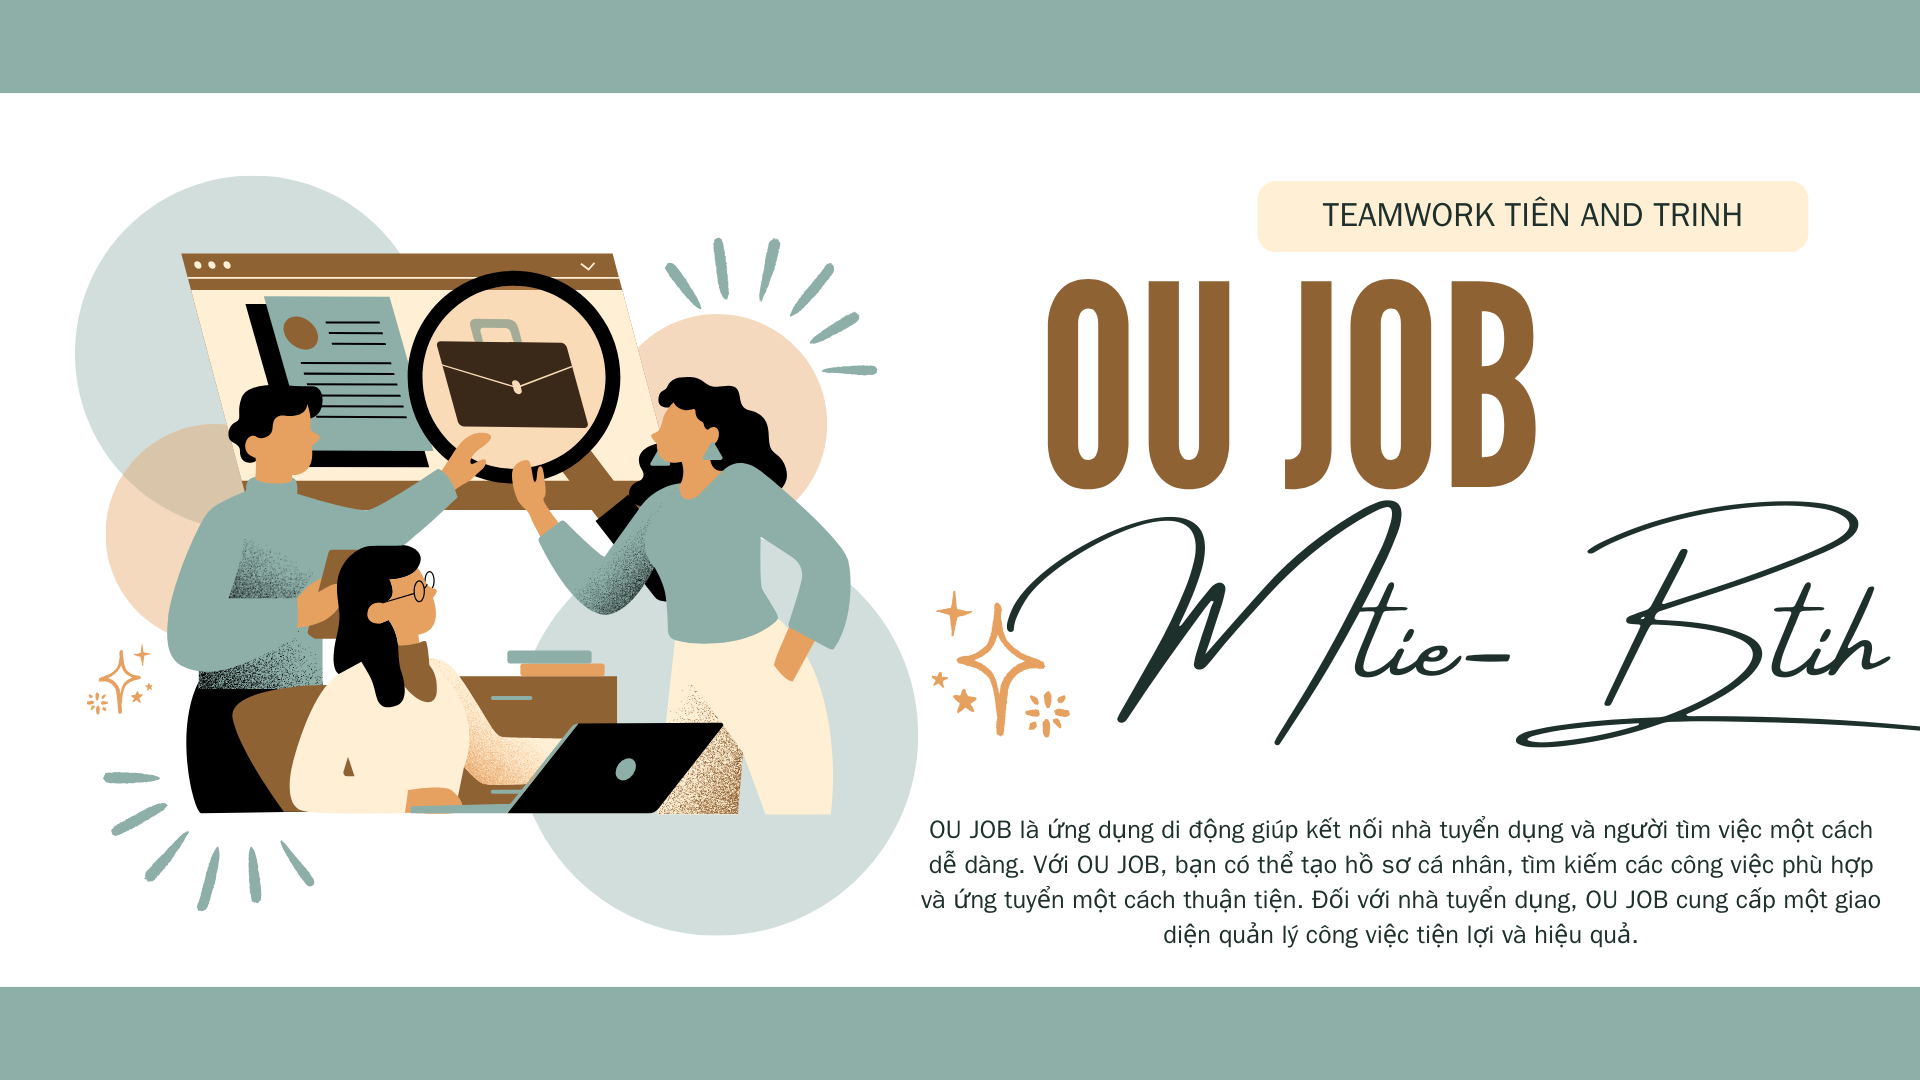 TEAMWORK TIÊN AND TRINH
OU JOB
Mtie- Btih
OU JOB là ứng dụng di động giúp kết nối nhà tuyển dụng và người tìm việc một cách
dễ dàng. Với OU JOB, bạn có thể tạo hồ sơ cá nhân, tìm kiếm các công việc phù hợp
và ứng tuyển một cách thuận tiện. Đối với nhà tuyển dụng, OU JOB cung cấp một giao
diện quản lý công việc tiện lợi và hiệu quả.